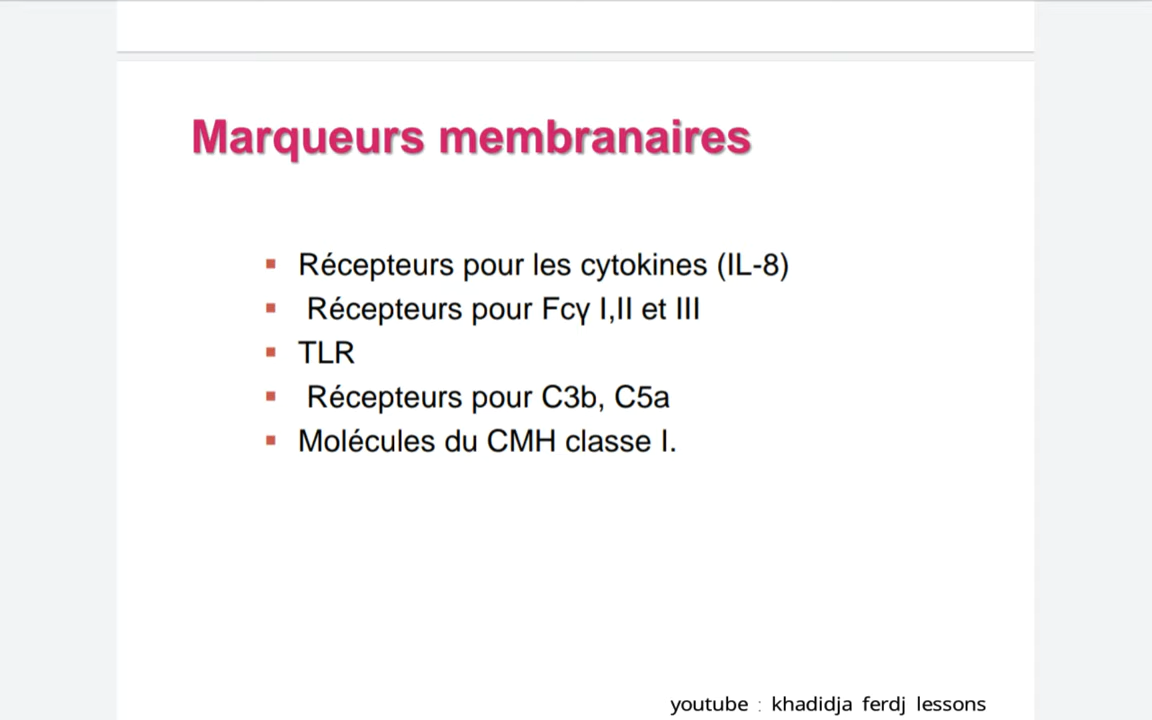 Marqueurs membranaires
Récepteurs pour les cytokines (IL-8)
Récepteurs pour Fcγ I,II et III
TLR
Récepteurs pour C3b, C5a
Molécules du CMH classe I.
youtube : khadidja ferdj lessons